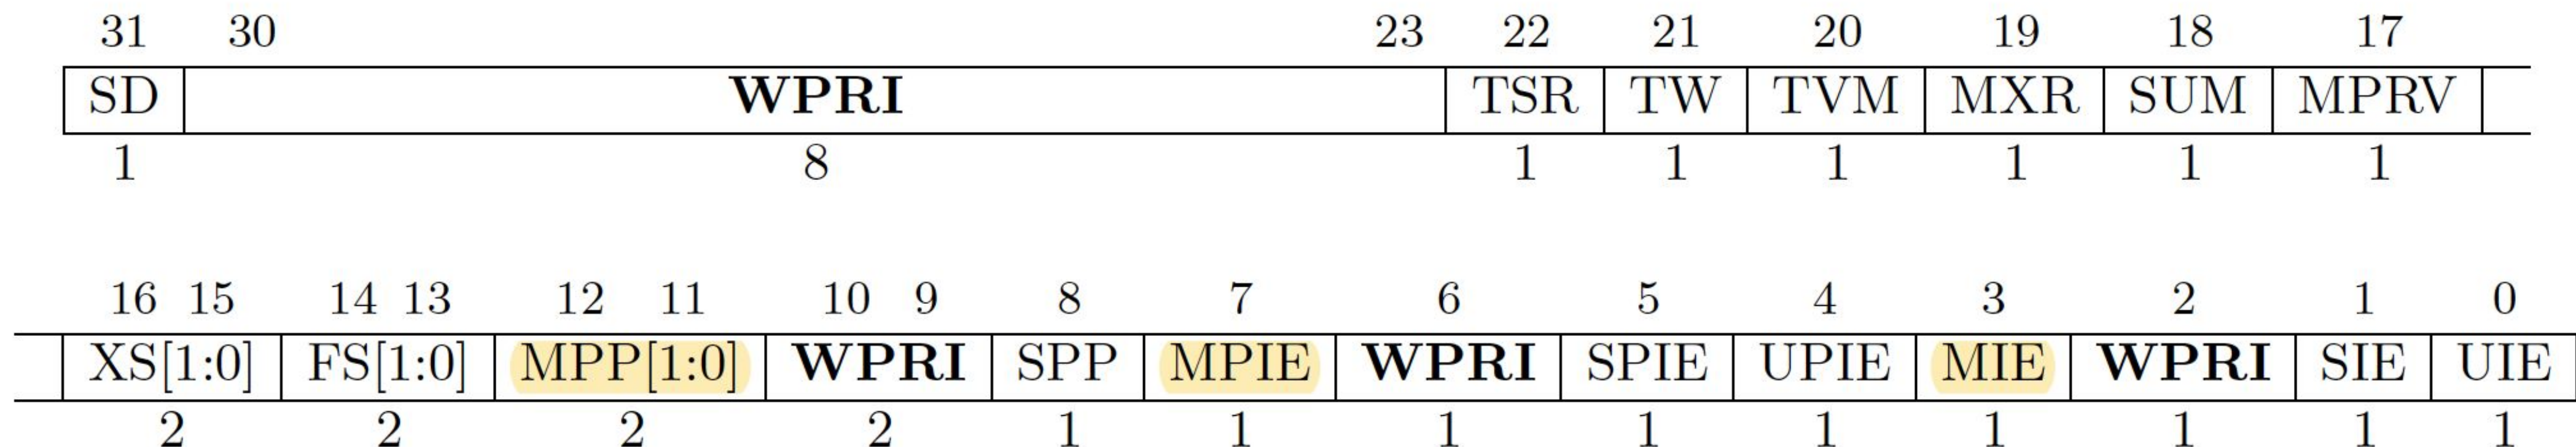 31 30 23 22 21 20 19 18 17
SD WPRI TSR TW TVM MXR SUM MPRV
1 8 1 1 1 1 1 1
16 15 14 13 12 11 10 9 8 7 6 5 4 3 2 1 0
XS[1:0] FS[1:0] MPP[1:0] WPRI SPP MPIE WPRI SPIE UPIE MIE WPRI SIE UIE
2 2 2 2 1 1 1 1 1 1 1 1 1